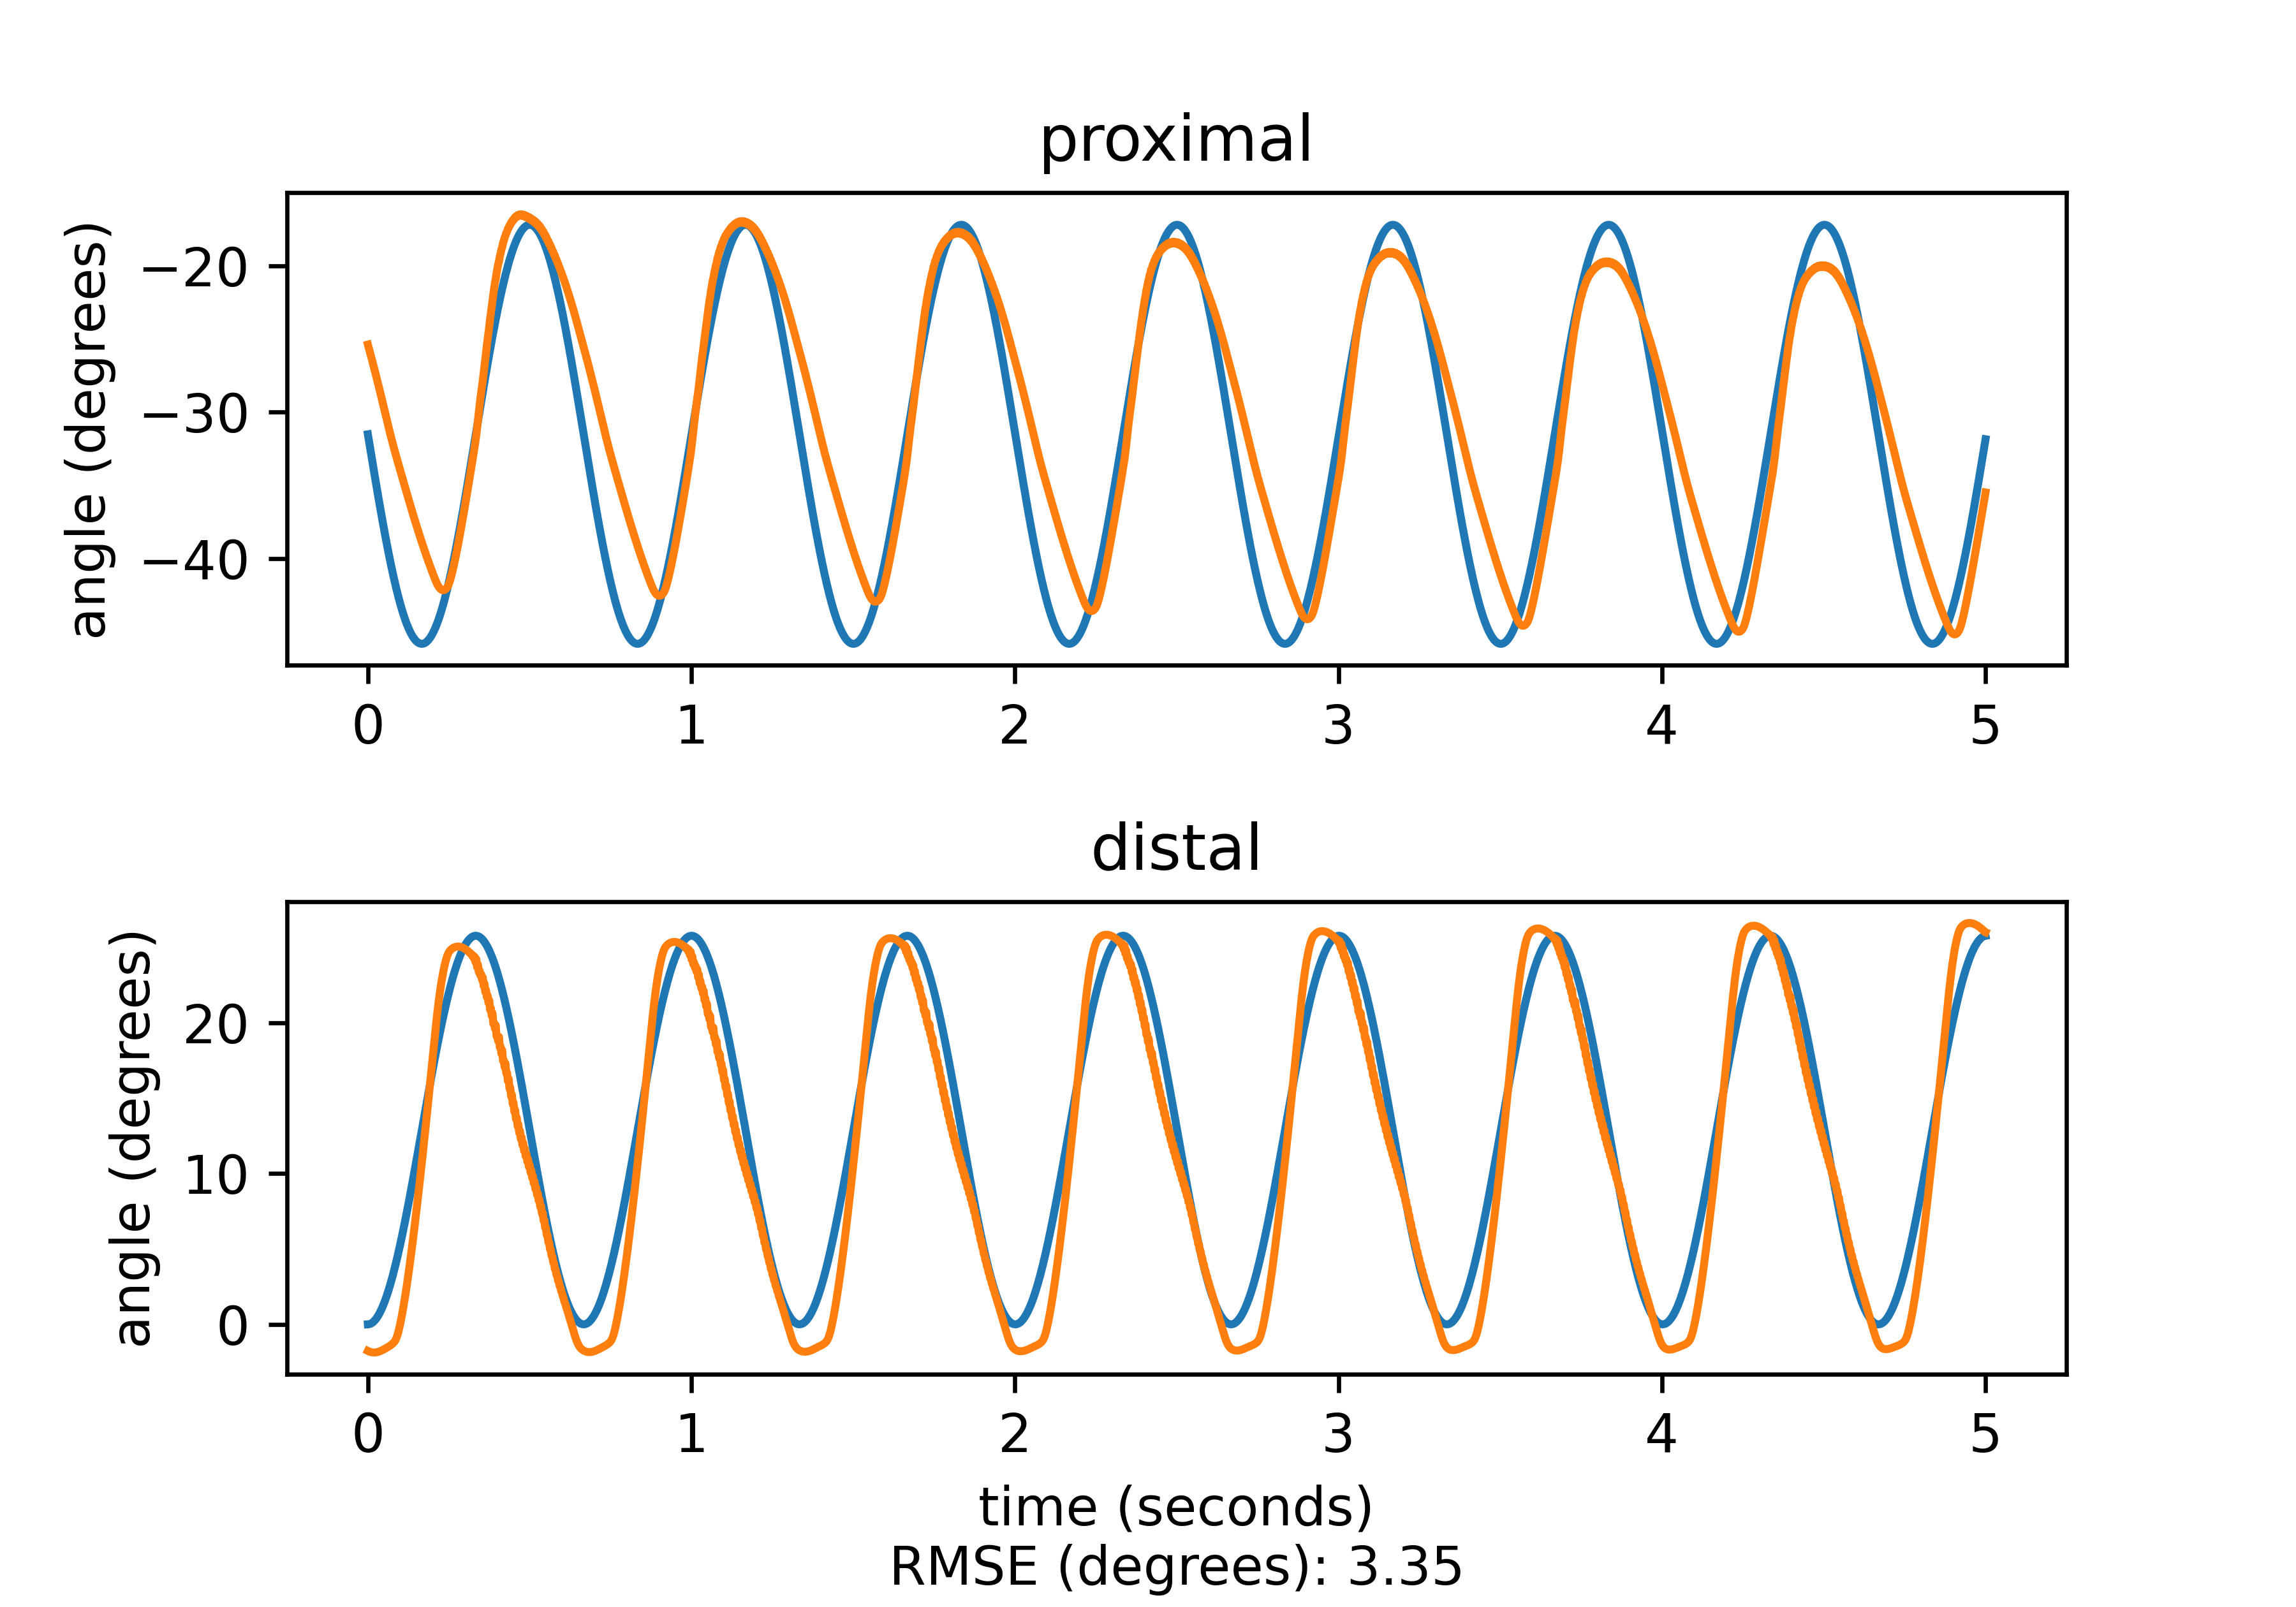 proximal
angle (degrees)
−20
−30
−40
0 1 2 3 4 5
distal
angle (degrees)
20
10
0
0 1 2 3 4 5
time (seconds)
RMSE (degrees): 3.35